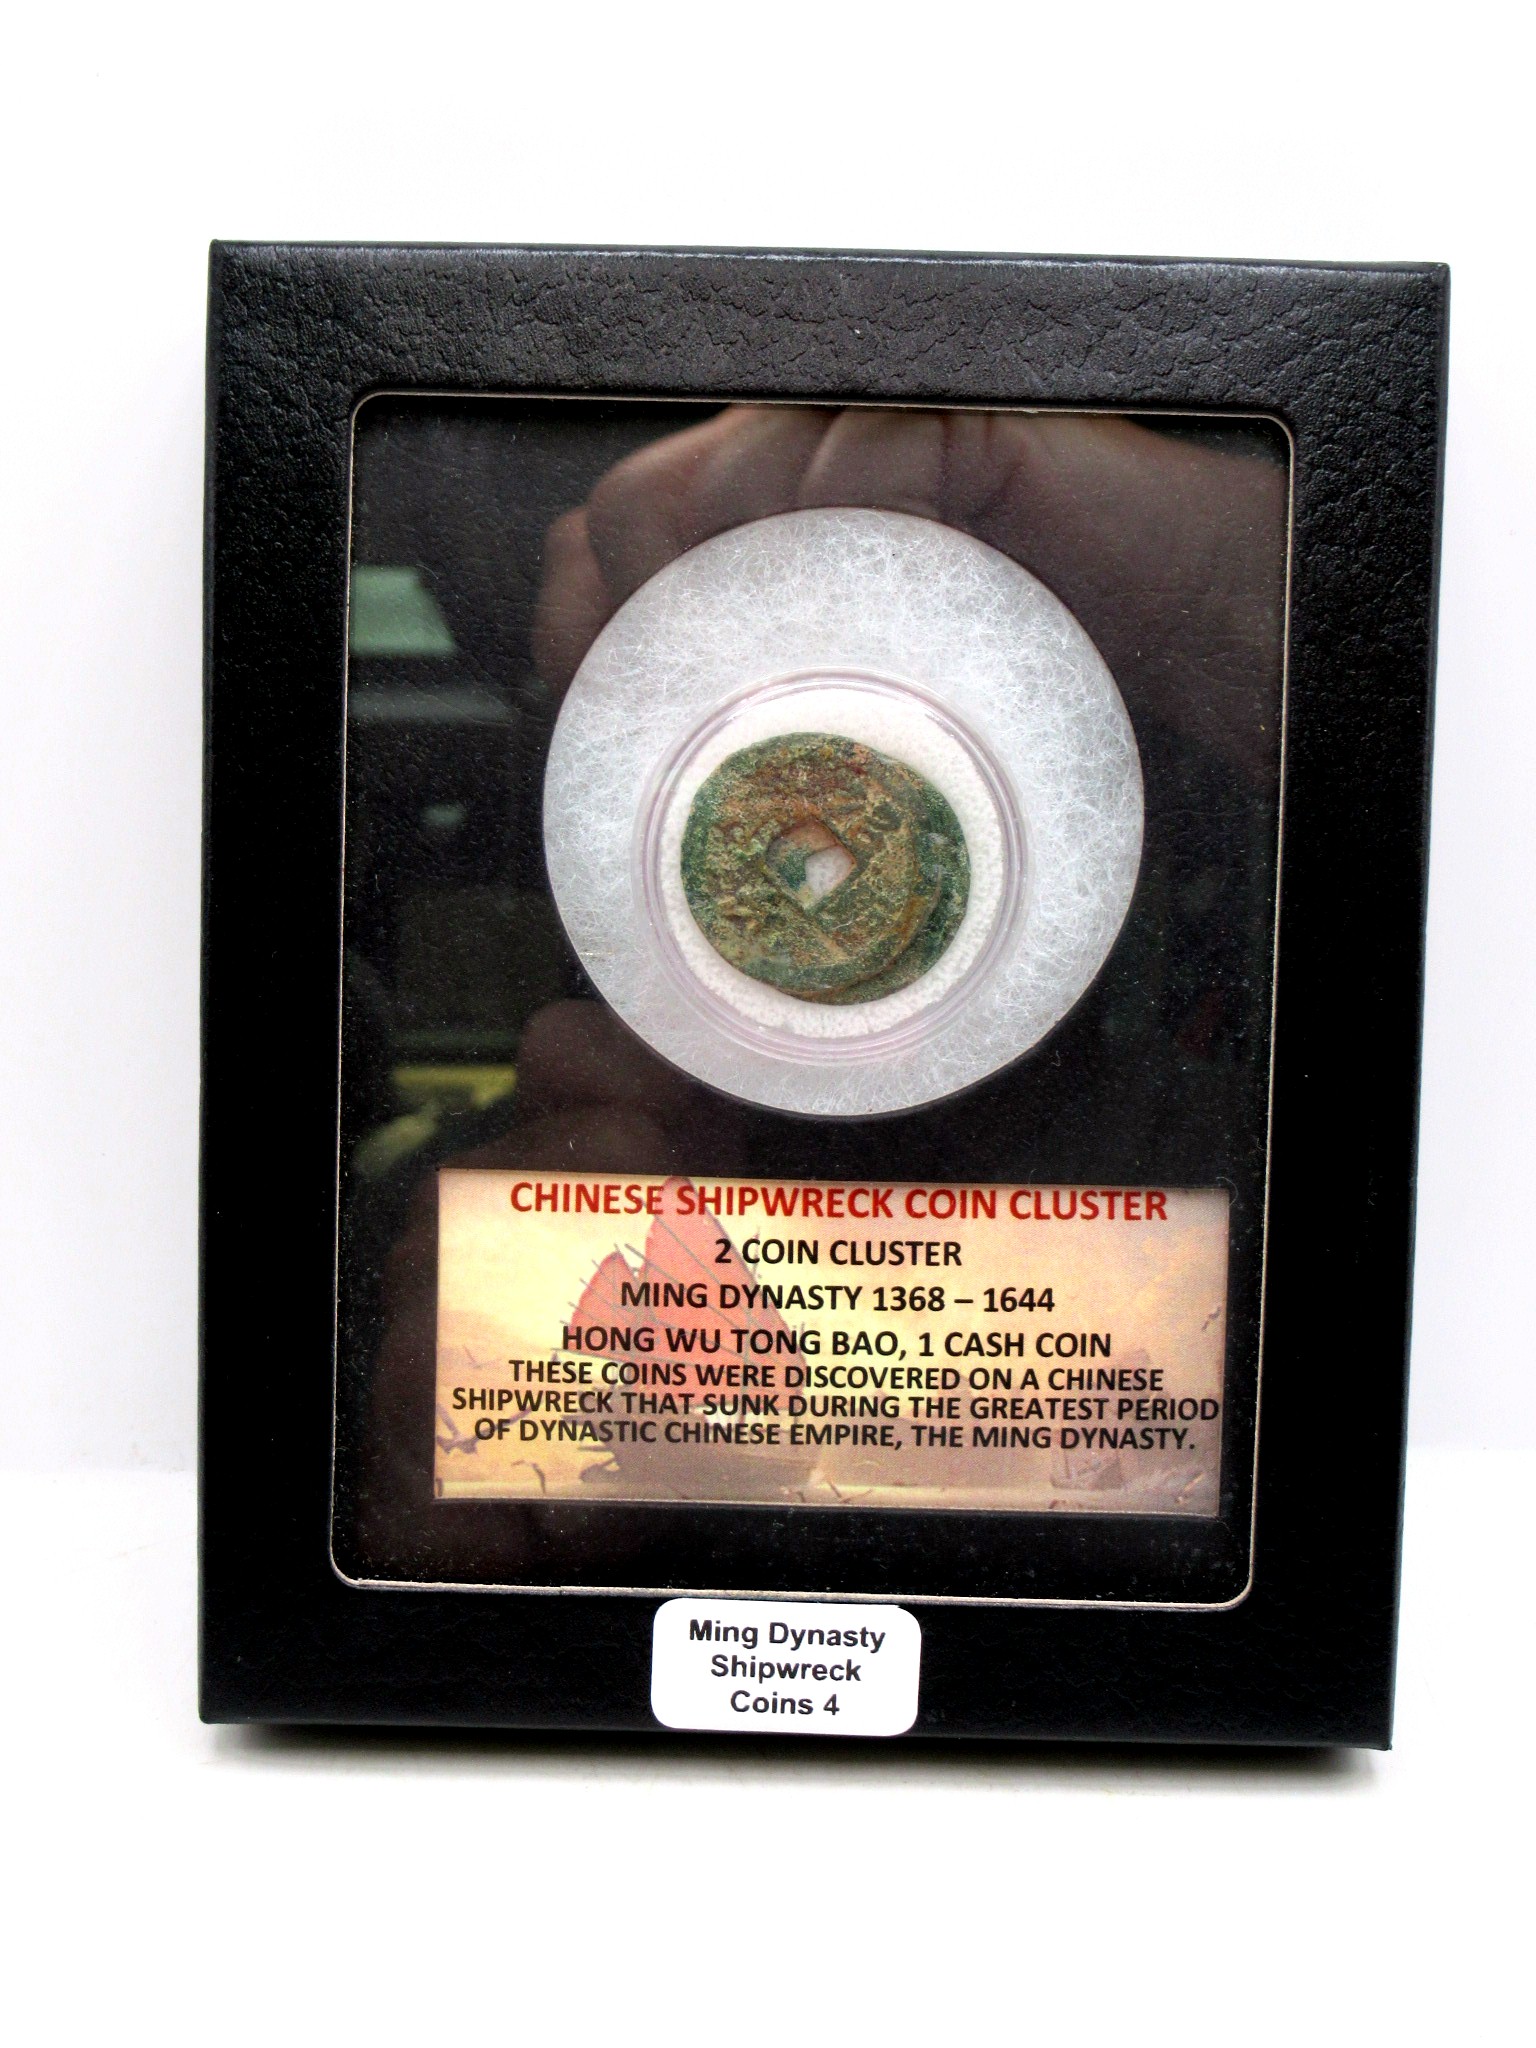 CHINESE SHIPWRECK COIN CLUSTER
2 COIN CLUSTER
MING DYNASTY 1368 – 1644
HONG WU TONG BAO, 1 CASH COIN
THESE COINS WERE DISCOVERED ON A CHINESE
SHIPWRECK THAT SUNK DURING THE GREATEST PERIOD
OF DYNASTIC CHINESE EMPIRE, THE MING DYNASTY.
Ming Dynasty
Shipwreck
Coins 4